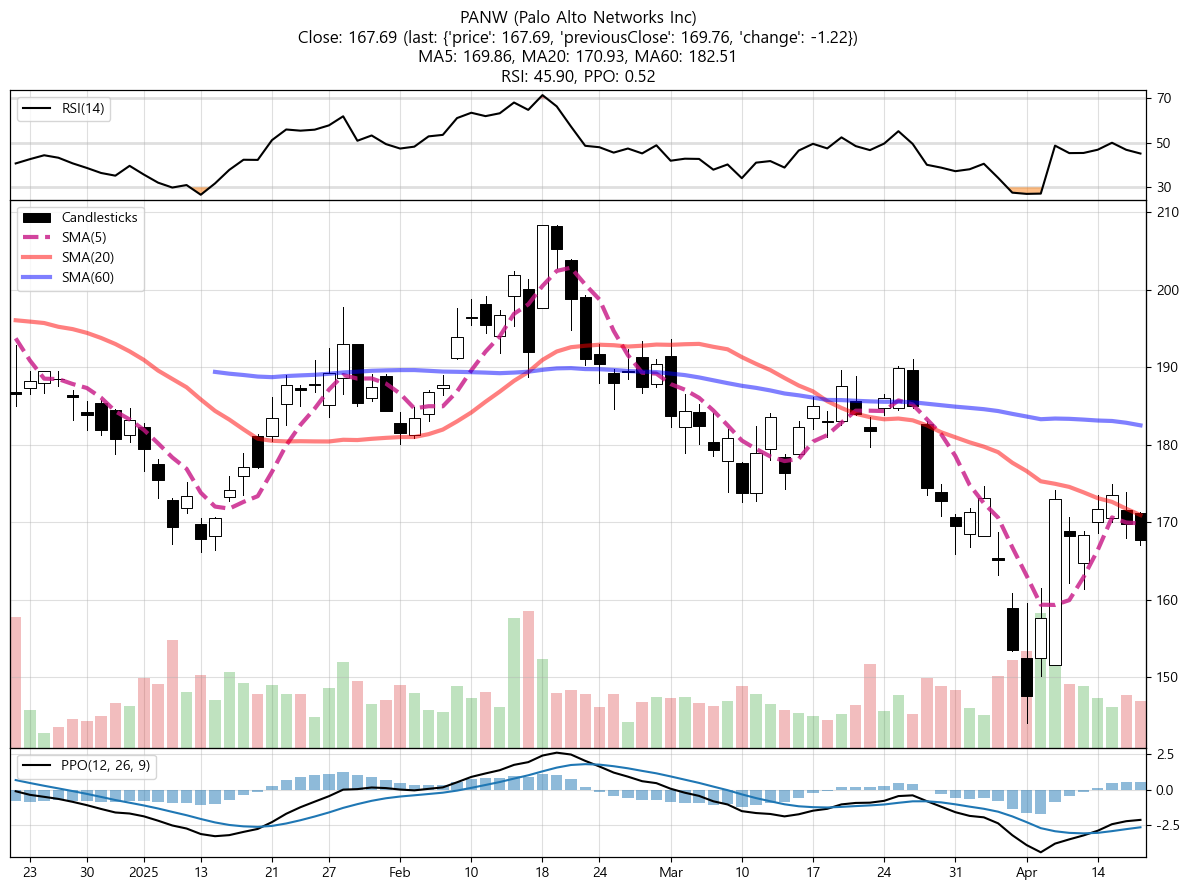 PANW (Palo Alto Networks Inc)
Close: 167.69 (last: {'price': 167.69, 'previousClose': 169.76, 'change': -1.22})
MA5: 169.86, MA20: 170.93, MA60: 182.51
RSI: 45.90, PPO: 0.52
RSI(14)
70
50
30
Candlesticks
SMA(5)
SMA(20)
SMA(60)
210
200
190
180
170
160
150
PPO(12, 26, 9)
2.5
0.0
−2.5
23 30 2025 13 21 27 Feb 10 18 24 Mar 10 17 24 31 Apr 14